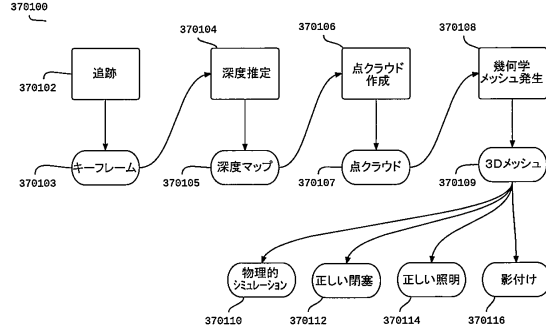 370100
370102
追跡
370103
キーフレーム
370104
深度推定
370105
深度マップ
370106
点クラウド
作成
370107
点クラウド
370108
幾何学
メッシュ発生
370109
3Dメッシュ
物理的
シミュレーション
370110
正しい閉塞
370112
正しい照明
370114
影付け
370116